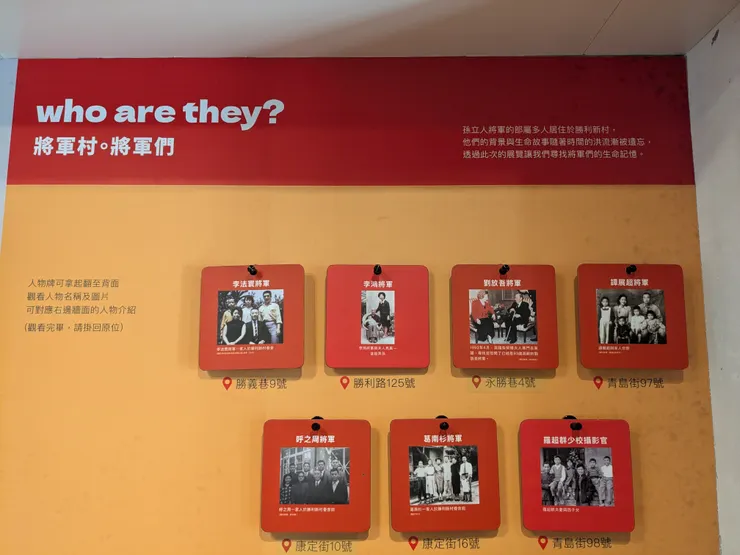 who are they?
將軍村。將軍們
孫立人將軍的部屬多人居住於勝利新村，
他們的背景與生命故事隨著時間的洪流漸被遺忘，
透過此次的展覽讓我們尋找將軍們的生命記憶。
人物牌可拿起翻至背面
觀看人物名稱及圖片
可對應右邊牆面的人物介紹
(觀看完畢，請掛回原位)
李法寰將軍
勝義巷9號
李鴻將軍
勝利路125號
劉放吾將軍
永勝巷4號
譚展超將軍
青島街97號
呼之周將軍
康定街10號
葛南杉將軍
康定街16號
羅超群少校攝影官
青島街98號